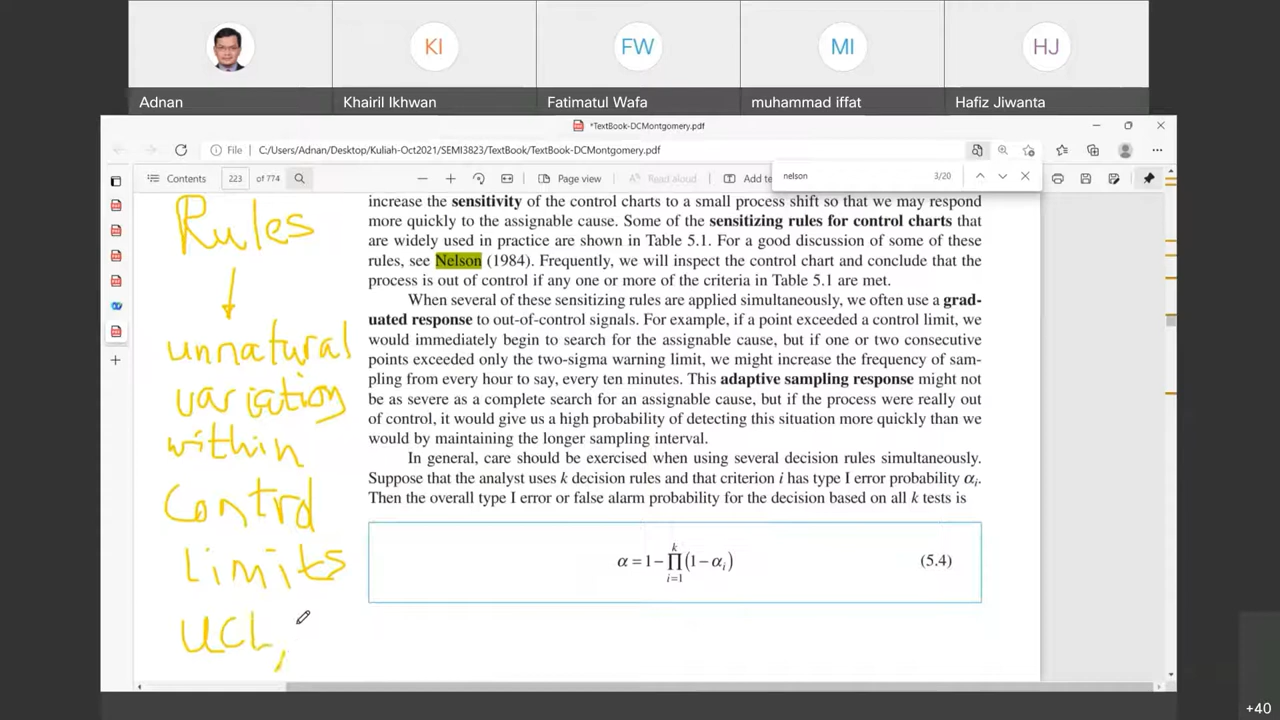 KI
FW
MI
HJ
Adnan
Khairil Ikhwan
Fatimatul Wafa
muhammad iffat
Hafiz Jiwanta
*TextBook-DCMontgomery.pdf
File
C:/Users/Adnan/Desktop/Kuliah-Oct2021/SEMI3823/TextBook/TextBook-DCMontgomery.pdf
nelson
3/20
Contents
223
of 774
Page view
Read aloud
Add te
Rules
unnatural
variation
within
control
limits
UCL,
increase the sensitivity of the control charts to a small process shift so that we may respond
more quickly to the assignable cause. Some of the sensitizing rules for control charts that
are widely used in practice are shown in Table 5.1. For a good discussion of some of these
rules, see Nelson (1984). Frequently, we will inspect the control chart and conclude that the
process is out of control if any one or more of the criteria in Table 5.1 are met.
When several of these sensitizing rules are applied simultaneously, we often use a grad-
uated response to out-of-control signals. For example, if a point exceeded a control limit, we
would immediately begin to search for the assignable cause, but if one or two consecutive
points exceeded only the two-sigma warning limit, we might increase the frequency of sam-
pling from every hour to say, every ten minutes. This adaptive sampling response might not
be as severe as a complete search for an assignable cause, but if the process were really out
of control, it would give us a high probability of detecting this situation more quickly than we
would by maintaining the longer sampling interval.
In general, care should be exercised when using several decision rules simultaneously.
Suppose that the analyst uses k decision rules and that criterion i has type I error probability αi.
Then the overall type I error or false alarm probability for the decision based on all k tests is
α = 1 − ∏ᵏᵢ₌₁ (1 − αi)
(5.4)
+40